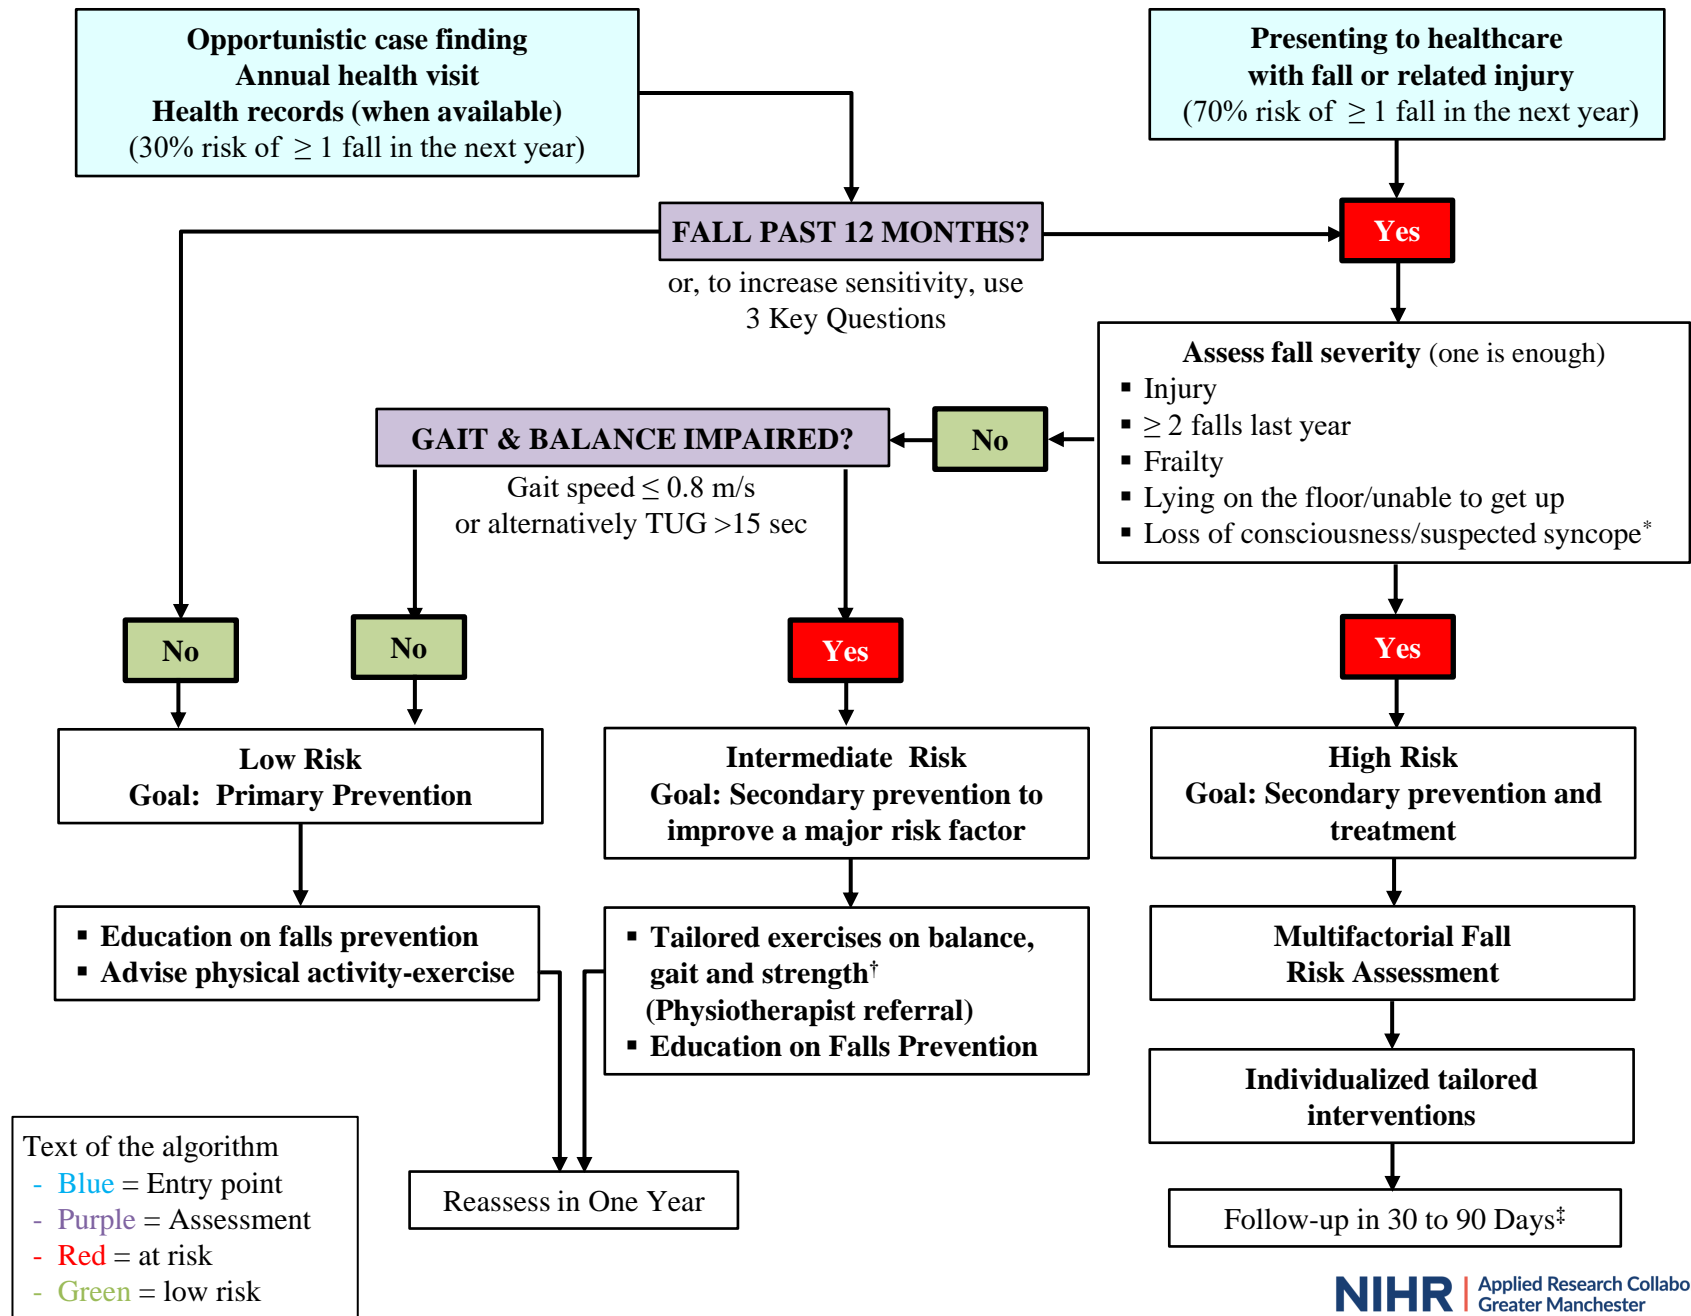 Opportunistic case finding
Annual health visit
Health records (when available)
(30% risk of ≥ 1 fall in the next year)
Presenting to healthcare
with fall or related injury
(70% risk of ≥ 1 fall in the next year)
FALL PAST 12 MONTHS?
Yes
or, to increase sensitivity, use
3 Key Questions
Assess fall severity (one is enough)
▪ Injury
▪ ≥ 2 falls last year
▪ Frailty
▪ Lying on the floor/unable to get up
▪ Loss of consciousness/suspected syncope*
No
GAIT & BALANCE IMPAIRED?
Gait speed ≤ 0.8 m/s
or alternatively TUG >15 sec
No
No
Yes
Yes
Low Risk
Goal: Primary Prevention
Intermediate Risk
Goal: Secondary prevention to
improve a major risk factor
High Risk
Goal: Secondary prevention and
treatment
▪ Education on falls prevention
▪ Advise physical activity-exercise
▪ Tailored exercises on balance,
gait and strength†
(Physiotherapist referral)
▪ Education on Falls Prevention
Multifactorial Fall
Risk Assessment
Individualized tailored
interventions
Reassess in One Year
Follow-up in 30 to 90 Days‡
Text of the algorithm
- Blue = Entry point
- Purple = Assessment
- Red = at risk
- Green = low risk
NIHR
Applied Research Collabo
Greater Manchester